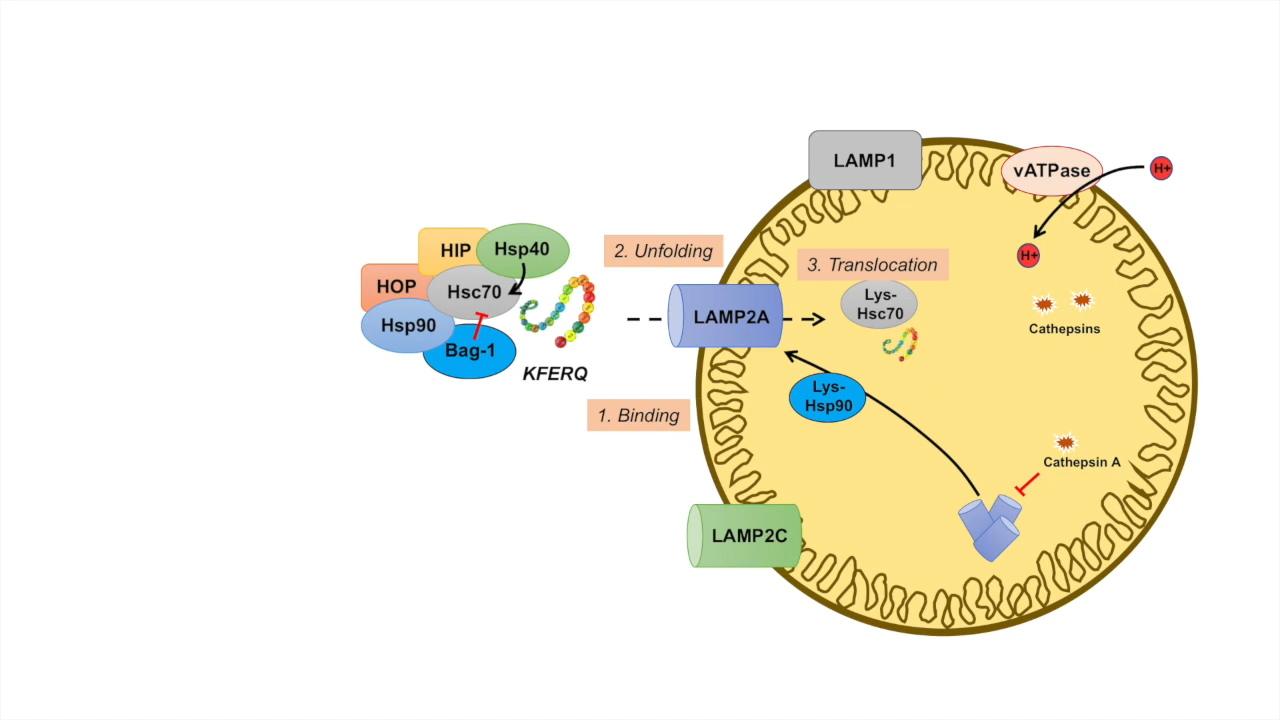 LAMP1
vATPase
H+
H+
HIP
Hsp40
2. Unfolding
3. Translocation
HOP
Hsc70
Lys-
Hsc70
Hsp90
LAMP2A
Cathepsins
Bag-1
KFERQ
Lys-
Hsp90
1. Binding
Cathepsin A
LAMP2C